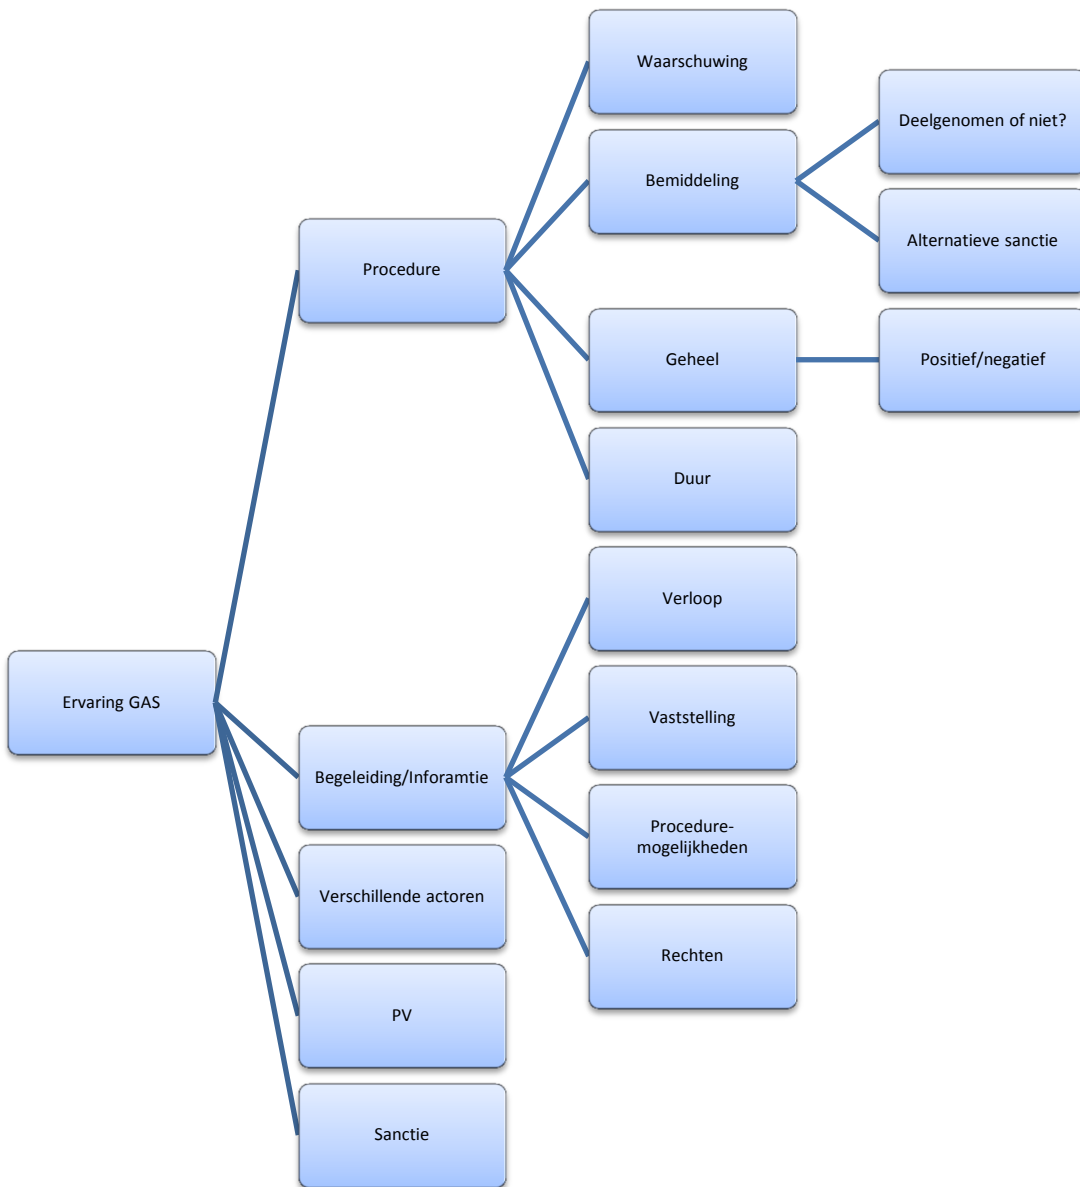 Ervaring GAS
Procedure
Waarschuwing
Bemiddeling
Deelgenomen of niet?
Alternatieve sanctie
Geheel
Positief/negatief
Duur
Begeleiding/Inforamtie
Verloop
Vaststelling
Procedure-
mogelijkheden
Rechten
Verschillende actoren
PV
Sanctie